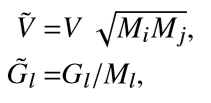 Ṽ = V √(M_i M_j),
G̃_l = G_l / M_l,